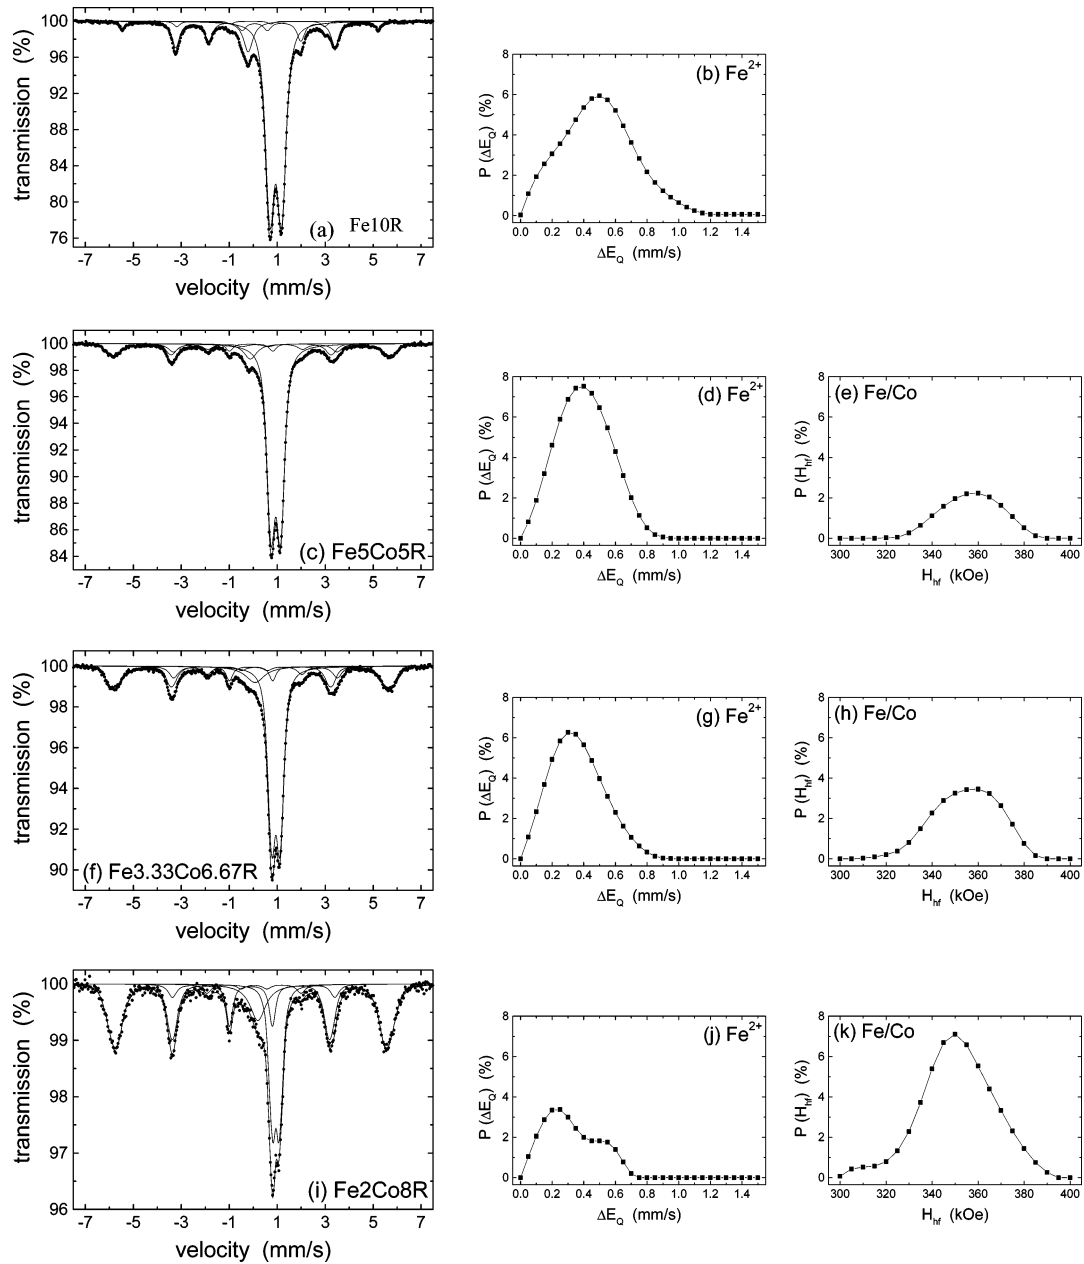 100
96
92
88
84
80
76
transmission (%)
(a) Fe10R
-7 -5 -3 -1 1 3 5 7
velocity (mm/s)
8
6
4
2
0
P (ΔE_Q) (%)
(b) Fe²⁺
0.0 0.2 0.4 0.6 0.8 1.0 1.2 1.4
ΔE_Q (mm/s)
100
98
96
94
92
90
88
86
84
transmission (%)
(c) Fe5Co5R
-7 -5 -3 -1 1 3 5 7
velocity (mm/s)
8
6
4
2
0
P (ΔE_Q) (%)
(d) Fe²⁺
0.0 0.2 0.4 0.6 0.8 1.0 1.2 1.4
ΔE_Q (mm/s)
8
6
4
2
0
P (H_hf) (%)
(e) Fe/Co
300 320 340 360 380 400
H_hf (kOe)
100
98
96
94
92
90
transmission (%)
(f) Fe3.33Co6.67R
-7 -5 -3 -1 1 3 5 7
velocity (mm/s)
8
6
4
2
0
P (ΔE_Q) (%)
(g) Fe²⁺
0.0 0.2 0.4 0.6 0.8 1.0 1.2 1.4
ΔE_Q (mm/s)
8
6
4
2
0
P (H_hf) (%)
(h) Fe/Co
300 320 340 360 380 400
H_hf (kOe)
100
99
98
97
96
transmission (%)
(i) Fe2Co8R
-7 -5 -3 -1 1 3 5 7
velocity (mm/s)
8
6
4
2
0
P (ΔE_Q) (%)
(j) Fe²⁺
0.0 0.2 0.4 0.6 0.8 1.0 1.2 1.4
ΔE_Q (mm/s)
8
6
4
2
0
P (H_hf) (%)
(k) Fe/Co
300 320 340 360 380 400
H_hf (kOe)